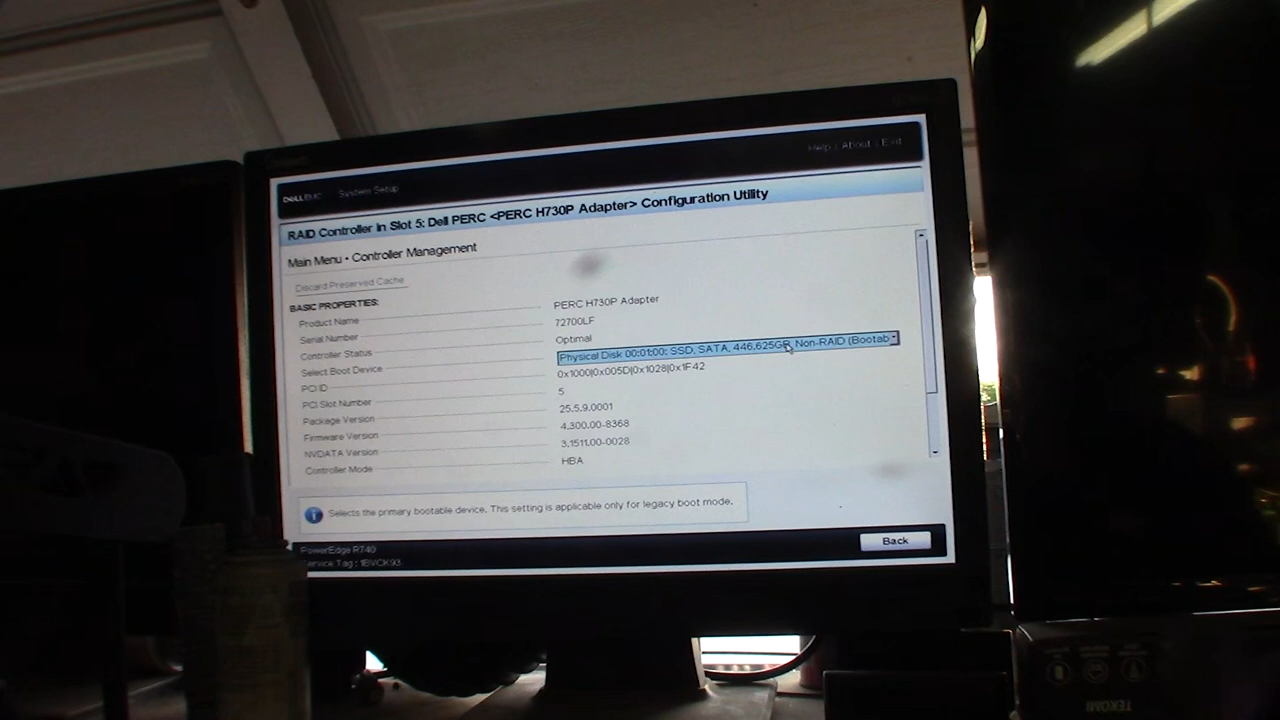 DELLEMC System Setup
Help | About | Exit
RAID Controller in Slot 5: Dell PERC <PERC H730P Adapter> Configuration Utility
Main Menu • Controller Management
Discard Preserved Cache
BASIC PROPERTIES:
Product Name PERC H730P Adapter
Serial Number 72700LF
Controller Status Optimal
Select Boot Device Physical Disk 00:01:00: SSD, SATA, 446.625GB, Non-RAID (Bootab
PCI ID 0x1000|0x005D|0x1028|0x1F42
PCI Slot Number 5
Package Version 25.5.9.0001
Firmware Version 4.300.00-8368
NVDATA Version 3.1511.00-0028
Controller Mode HBA
Selects the primary bootable device. This setting is applicable only for legacy boot mode.
PowerEdge R740
Service Tag : 1BVCK93
Back
TEKOMI